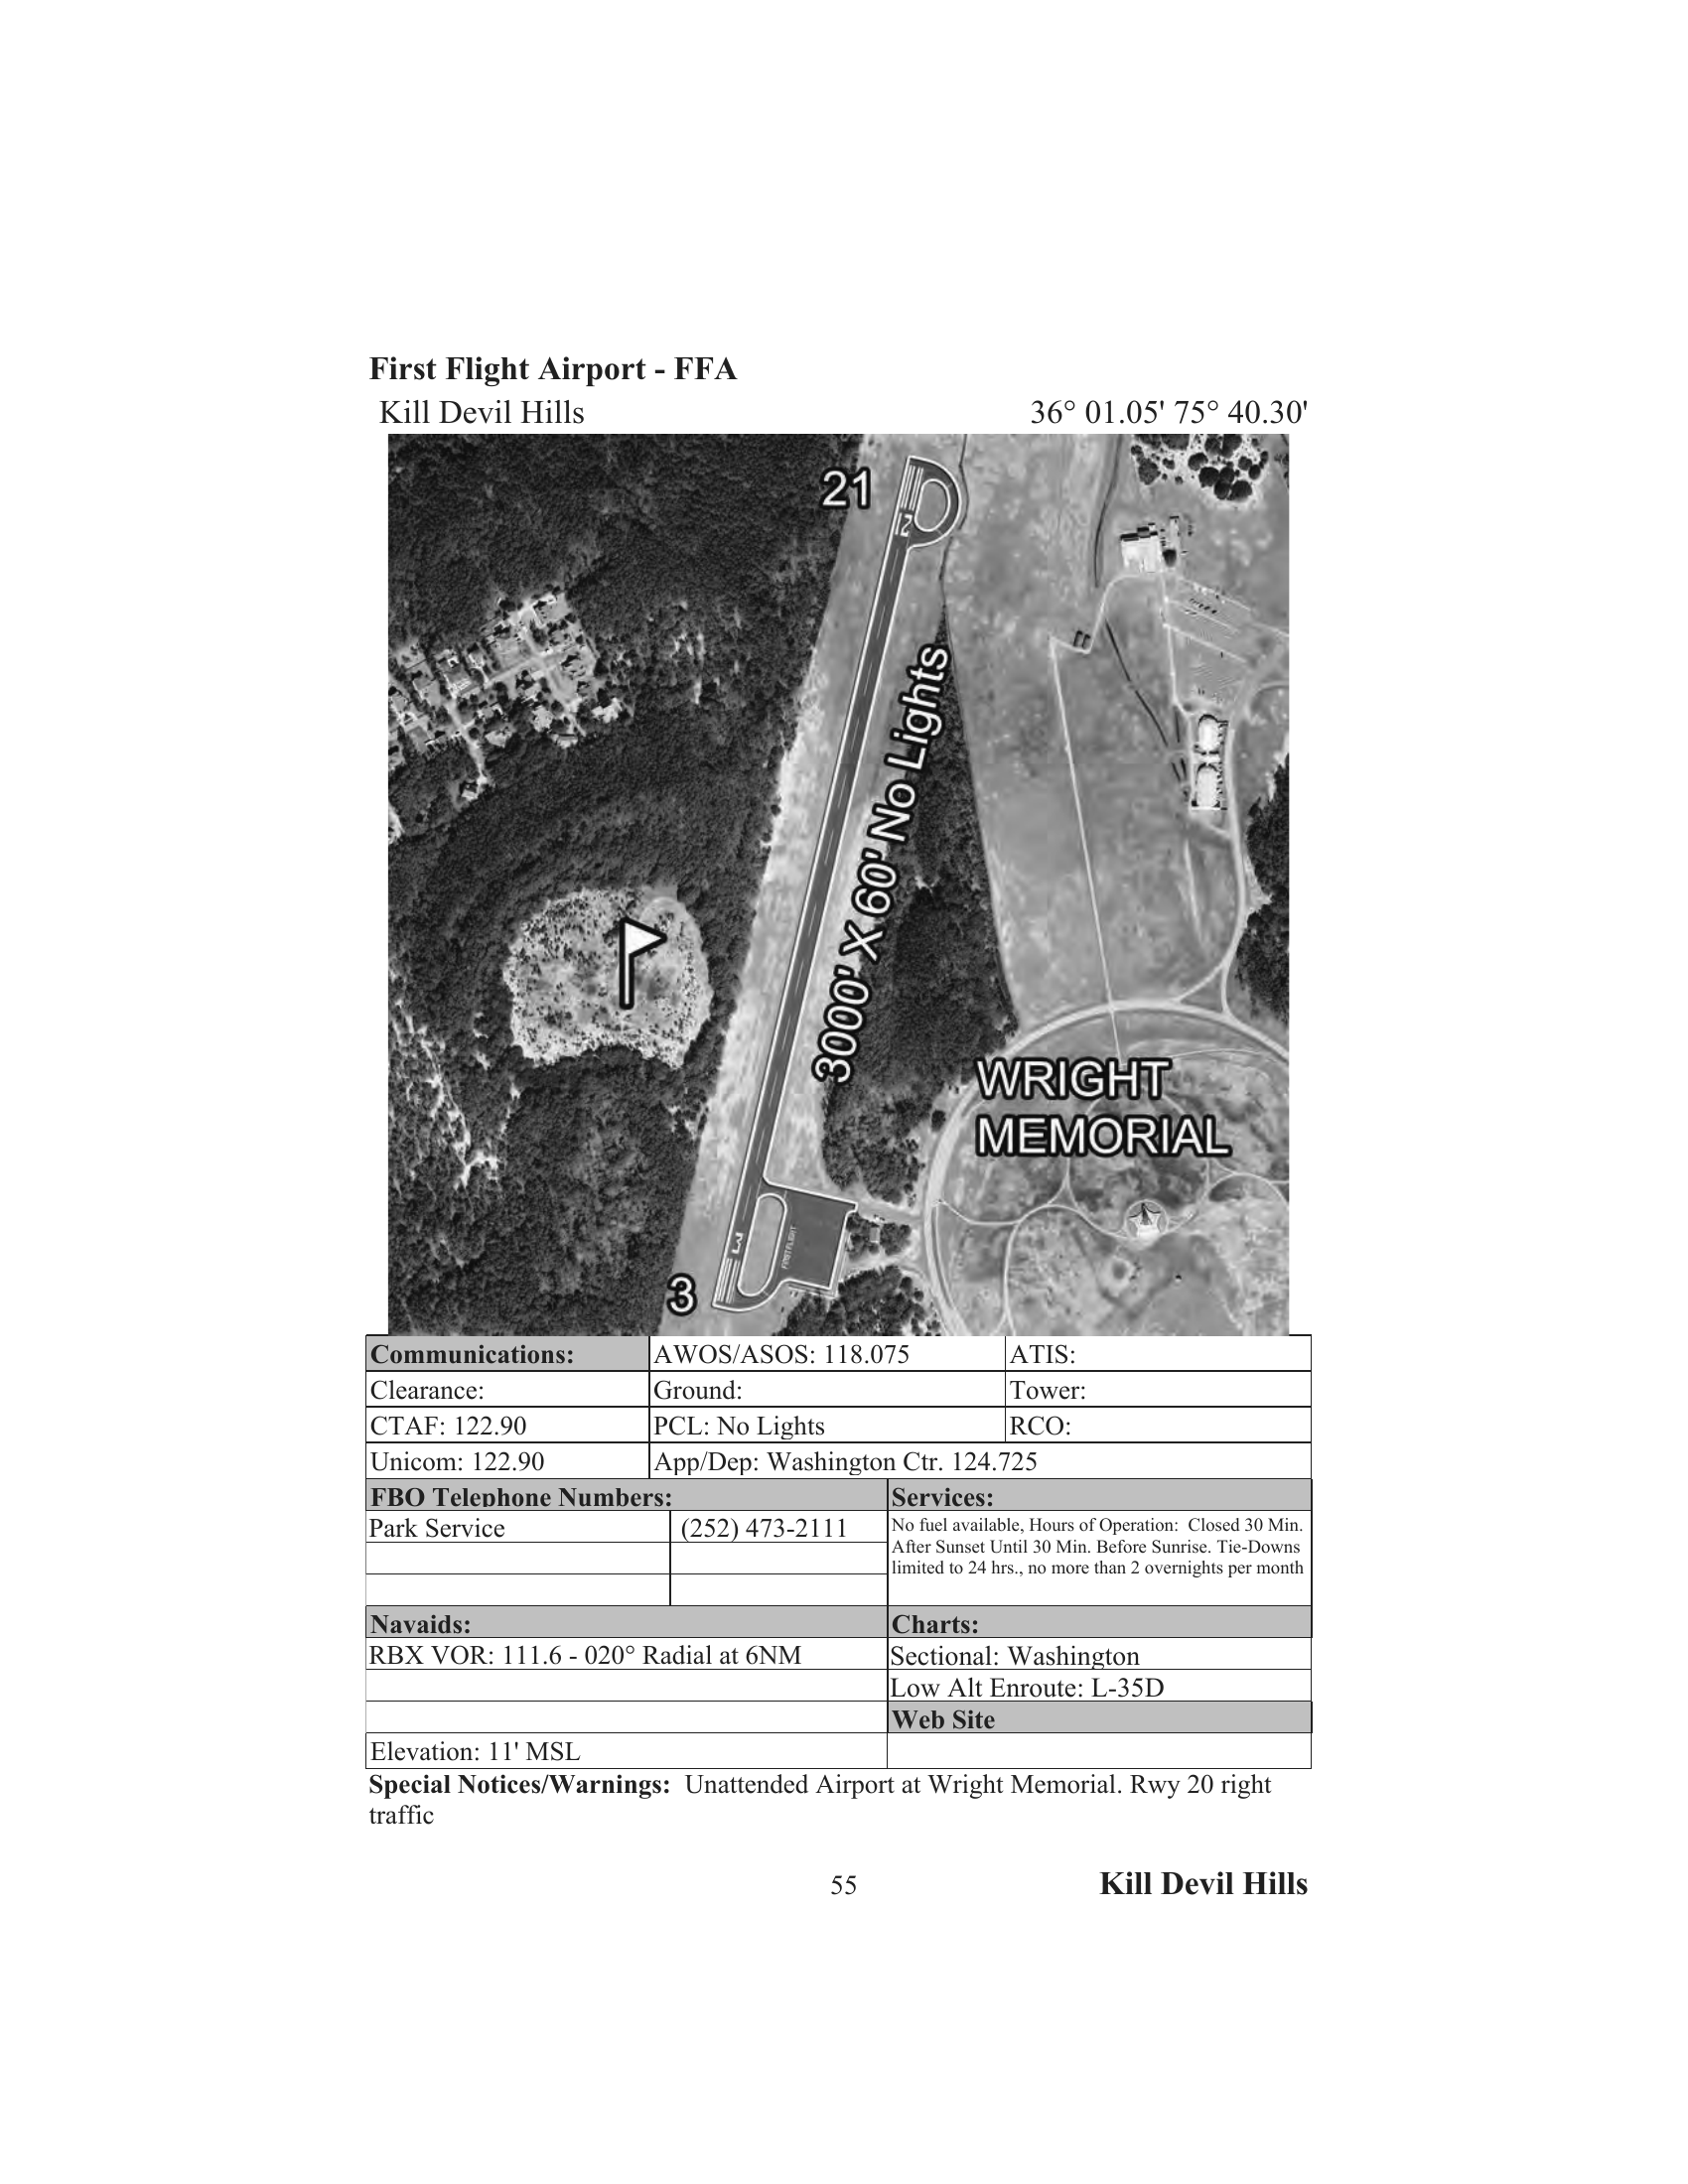 First Flight Airport - FFA
Kill Devil Hills 36° 01.05' 75° 40.30'
21
21
3000' X 60' No Lights
WRIGHT
MEMORIAL
3
FIRST FLIGHT
3
Communications: AWOS/ASOS: 118.075 ATIS:
Clearance: Ground: Tower:
CTAF: 122.90 PCL: No Lights RCO:
Unicom: 122.90 App/Dep: Washington Ctr. 124.725
FBO Telephone Numbers: Services:
Park Service (252) 473-2111
No fuel available, Hours of Operation: Closed 30 Min.
After Sunset Until 30 Min. Before Sunrise. Tie-Downs
limited to 24 hrs., no more than 2 overnights per month
Navaids: Charts:
RBX VOR: 111.6 - 020° Radial at 6NM Sectional: Washington
Low Alt Enroute: L-35D
Web Site
Elevation: 11' MSL
Special Notices/Warnings: Unattended Airport at Wright Memorial. Rwy 20 right
traffic
55 Kill Devil Hills